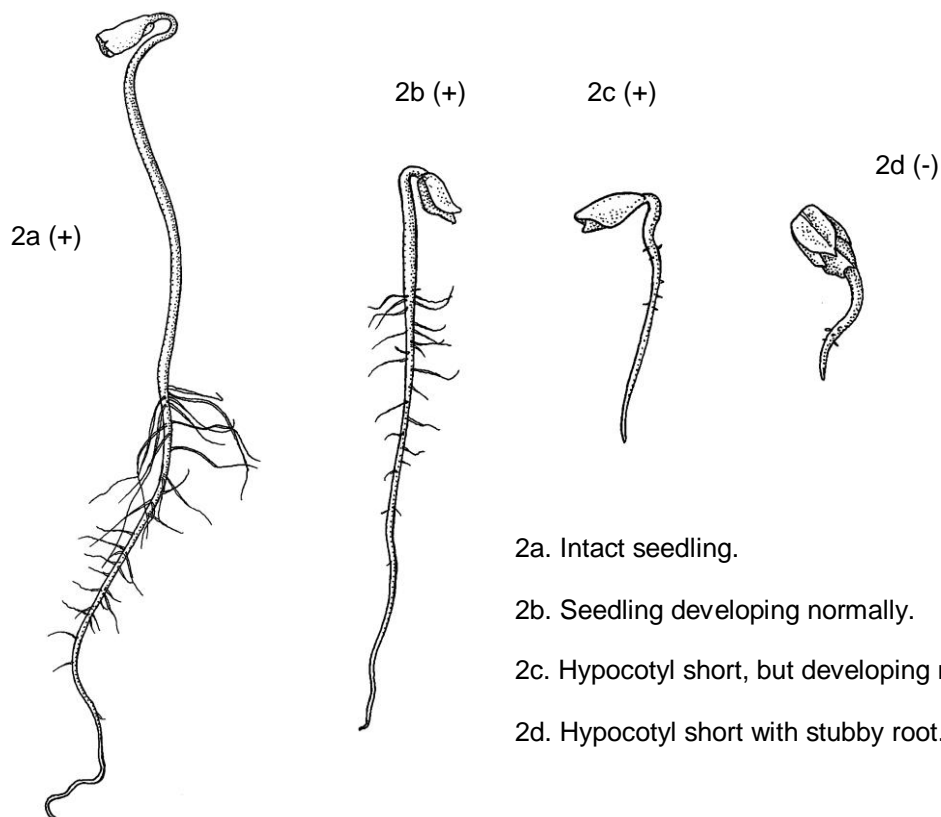 2b (+)
2c (+)
2d (-)
2a (+)
2a. Intact seedling.
2b. Seedling developing normally.
2c. Hypocotyl short, but developing
2d. Hypocotyl short with stubby root.